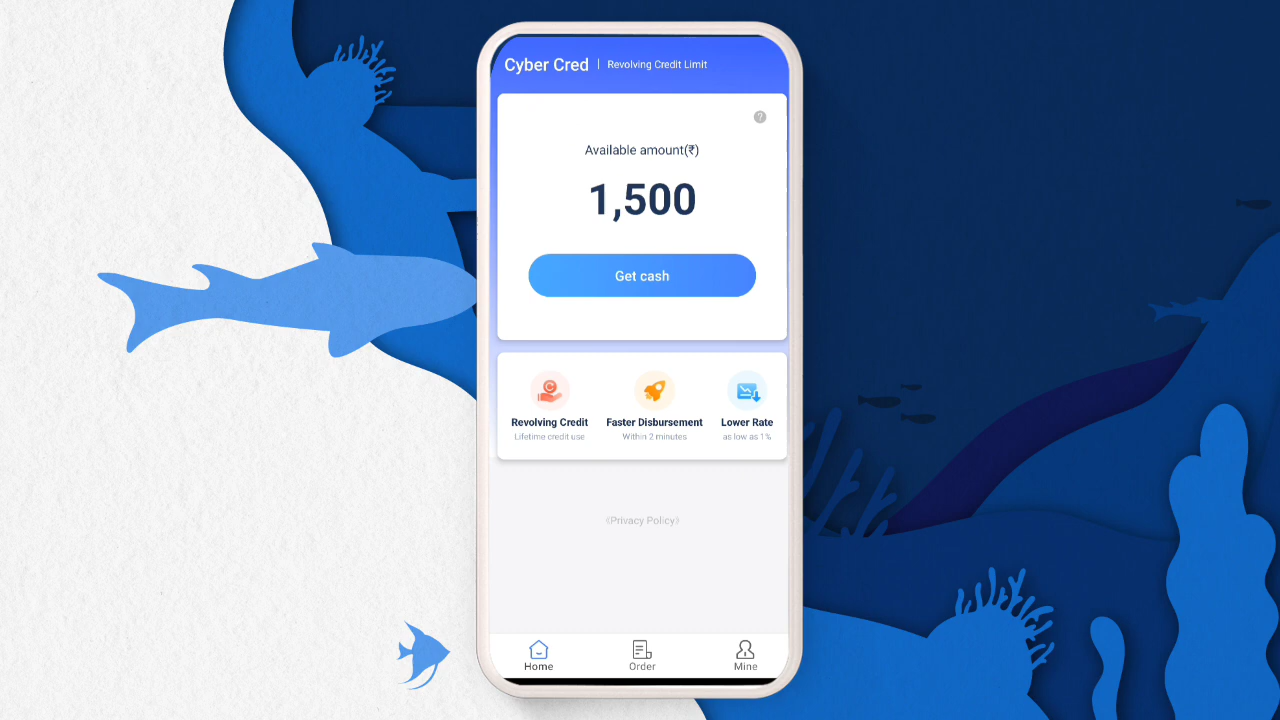 Cyber Cred | Revolving Credit Limit
?
Available amount(₹)
1,500
Get cash
Revolving Credit Faster Disbursement Lower Rate
Lifetime credit use Within 2 minutes as low as 1%
《Privacy Policy》
Home Order Mine